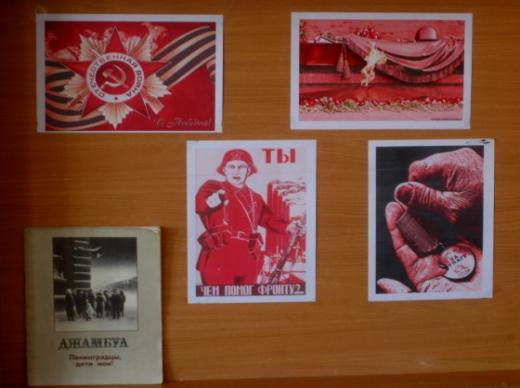 ОТЕЧЕСТВЕННАЯ ВОЙНА
С Победой!
ТЫ
ЧЕМ ПОМОГ ФРОНТУ?
ДЖАМБУЛ
Ленинградцы,
дети мои!